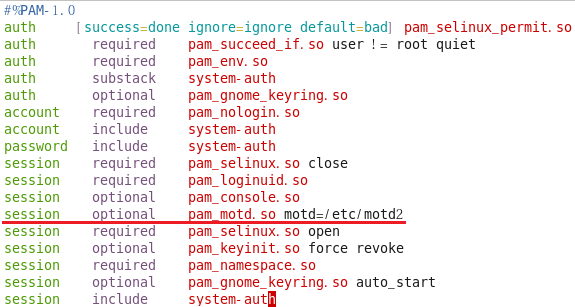 #%PAM-1.0
auth [success=done ignore=ignore default=bad] pam_selinux_permit.so
auth required pam_succeed_if.so user != root quiet
auth required pam_env.so
auth substack system-auth
auth optional pam_gnome_keyring.so
account required pam_nologin.so
account include system-auth
password include system-auth
session required pam_selinux.so close
session required pam_loginuid.so
session optional pam_console.so
session optional pam_motd.so motd=/etc/motd2
session required pam_selinux.so open
session optional pam_keyinit.so force revoke
session required pam_namespace.so
session optional pam_gnome_keyring.so auto_start
session include system-auth